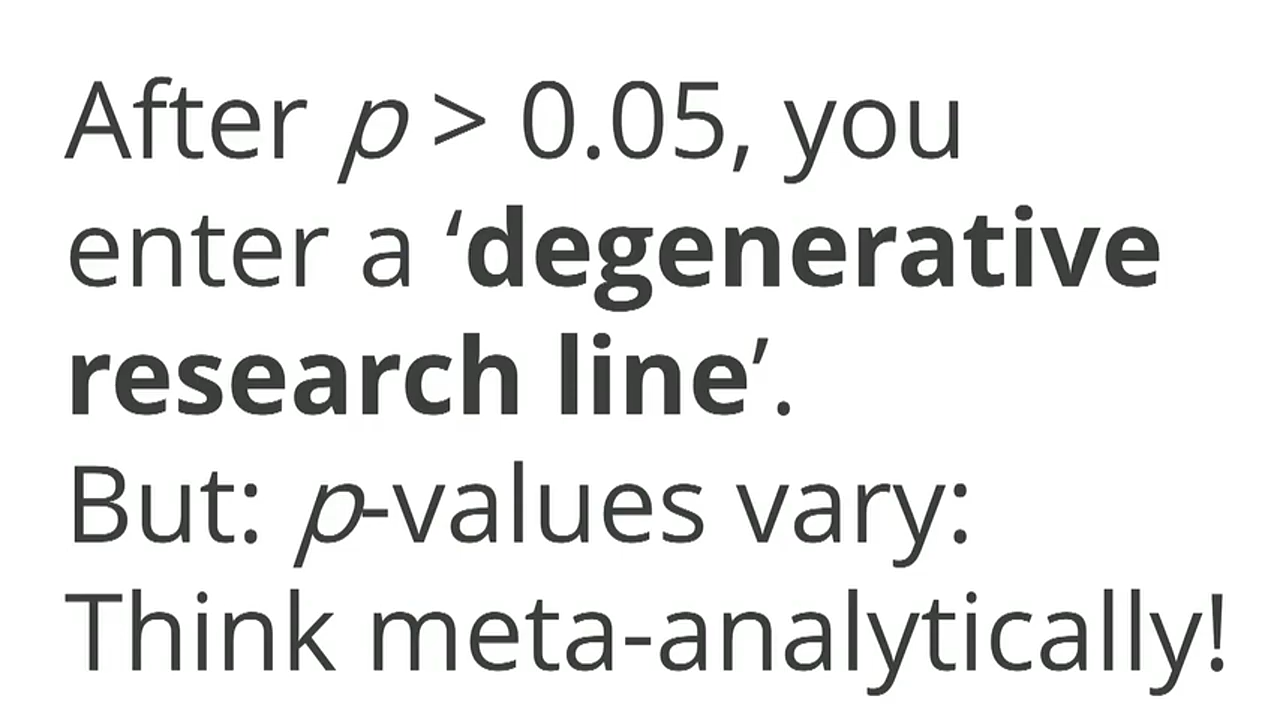 After p > 0.05, you
enter a ‘degenerative
research line’.
But: p-values vary:
Think meta-analytically!